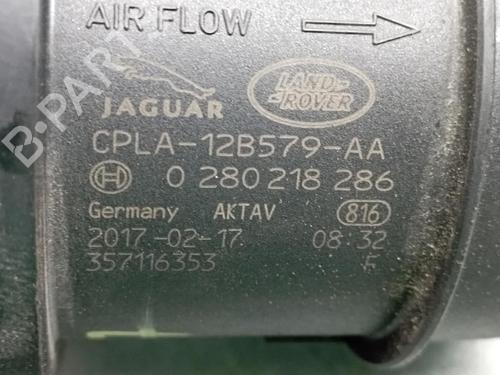 AIR FLOW
JAGUAR
LAND-
-ROVER
CPLA-12B579-AA
0 280 218 286
Germany AKTAV 816
2017-02-17 08:32
357116353 F
B-PARTS